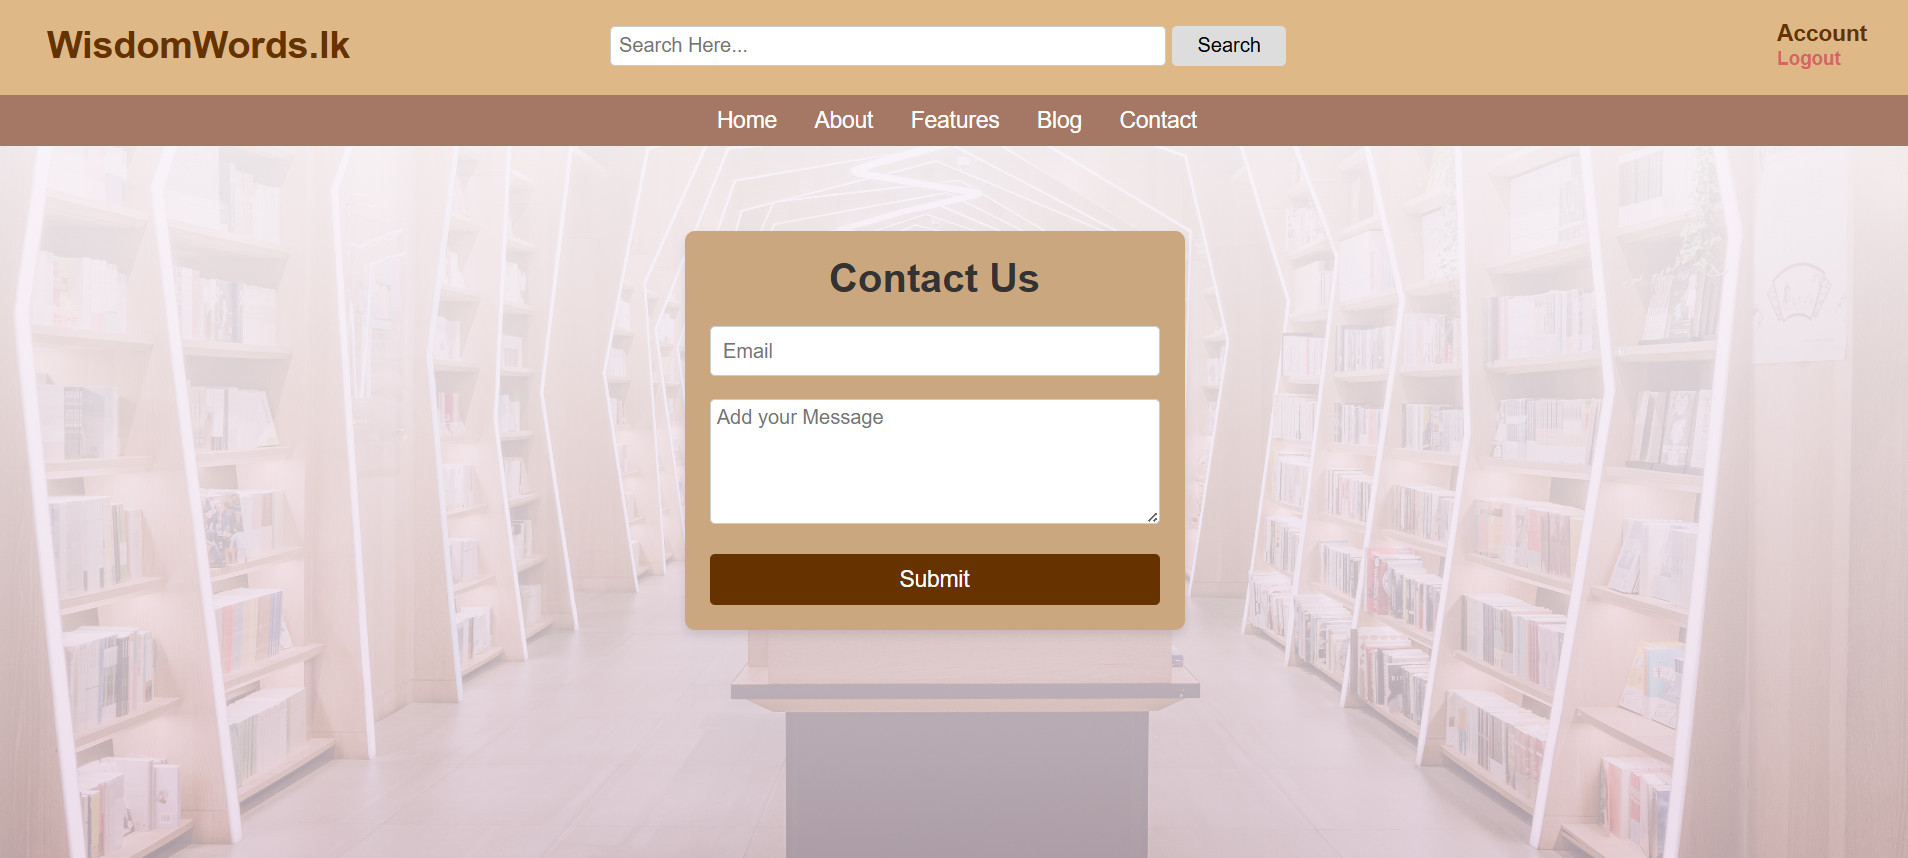 WisdomWords.lk
Search Here...
Search
Account
Logout
Home About Features Blog Contact
Contact Us
Email
Add your Message
Submit